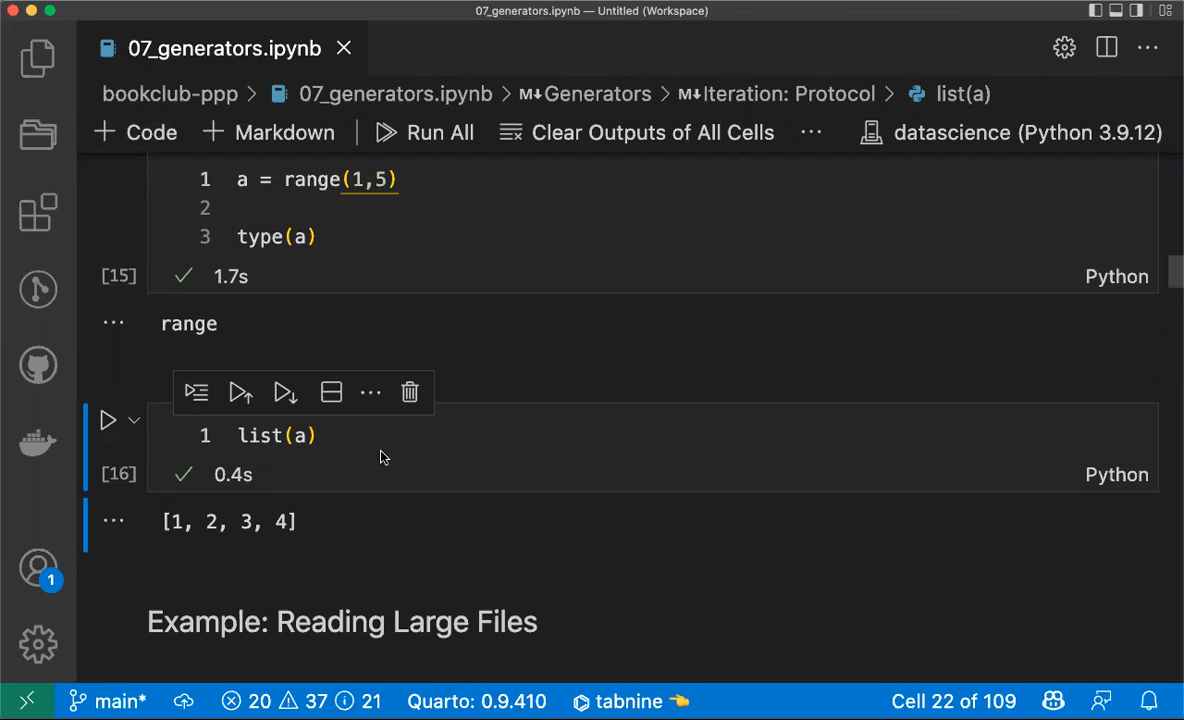 07_generators.ipynb — Untitled (Workspace)
07_generators.ipynb
bookclub-ppp > 07_generators.ipynb > M↓Generators > M↓Iteration: Protocol > list(a)
+ Code + Markdown | Run All Clear Outputs of All Cells ··· datascience (Python 3.9.12)
1 a = range(1,5)
2
3 type(a)
[15] ✓ 1.7s Python
··· range
1 list(a)
[16] ✓ 0.4s Python
··· [1, 2, 3, 4]
Example: Reading Large Files
1
main* 20 37 21 Quarto: 0.9.410 tabnine 👈 Cell 22 of 109